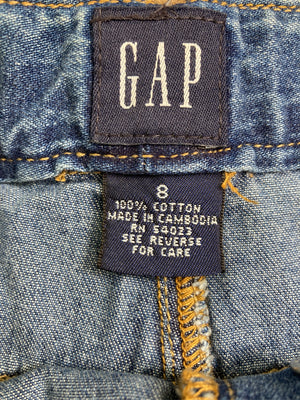 GAP
8
100% COTTON
MADE IN CAMBODIA
RN 54023
SEE REVERSE
FOR CARE